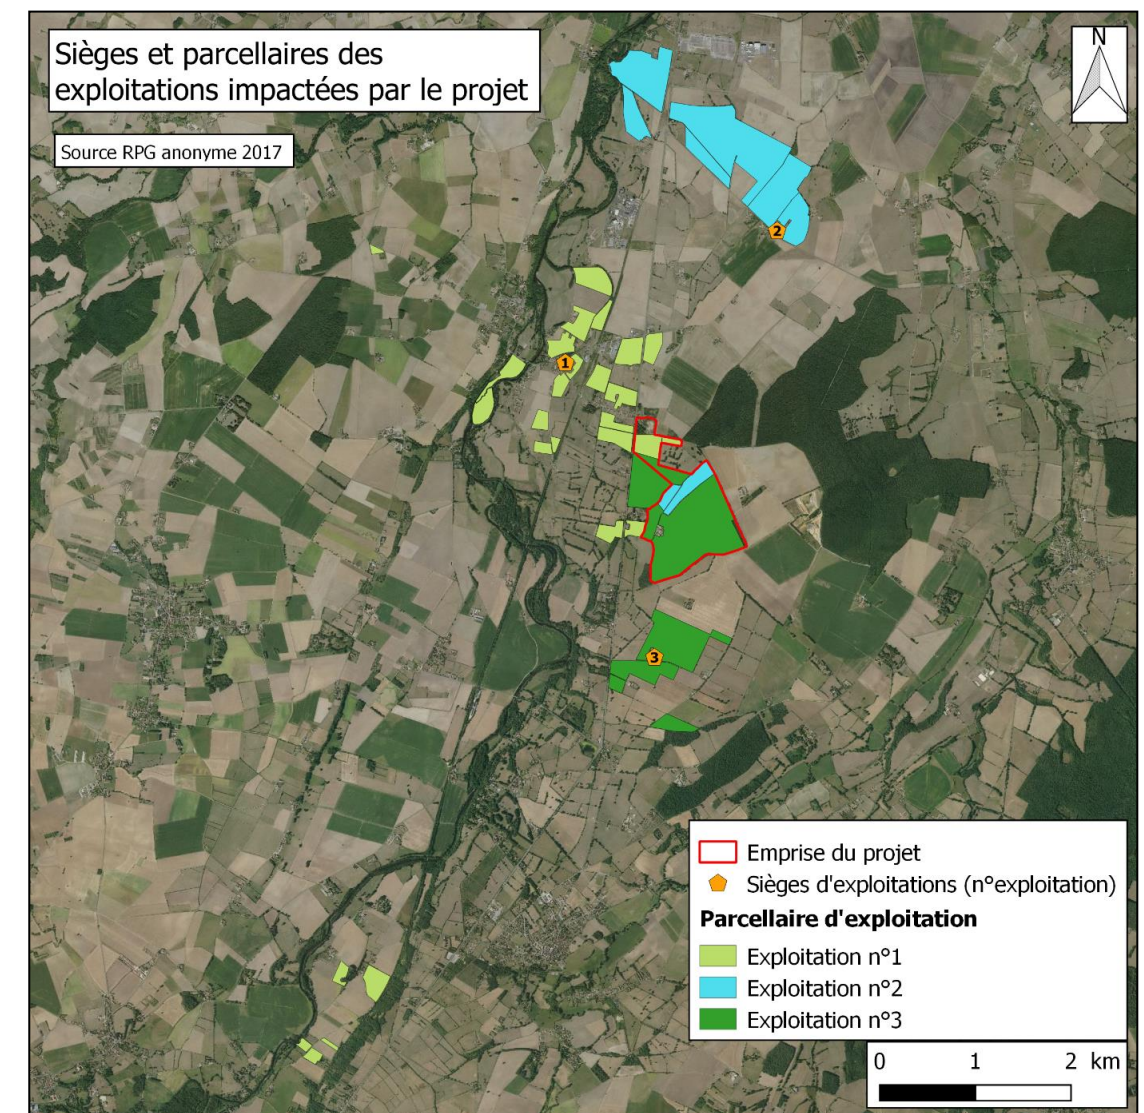 Sièges et parcellaires des
exploitations impactées par le projet
Source RPG anonyme 2017
N
2
1
3
Emprise du projet
Sièges d'exploitations (n°exploitation)
Parcellaire d'exploitation
Exploitation n°1
Exploitation n°2
Exploitation n°3
0 1 2 km